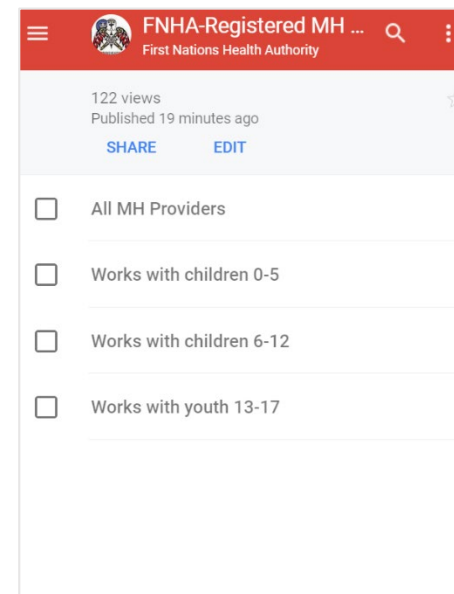 FNHA-Registered MH ...
First Nations Health Authority
122 views
Published 19 minutes ago
SHARE EDIT
All MH Providers
Works with children 0-5
Works with children 6-12
Works with youth 13-17